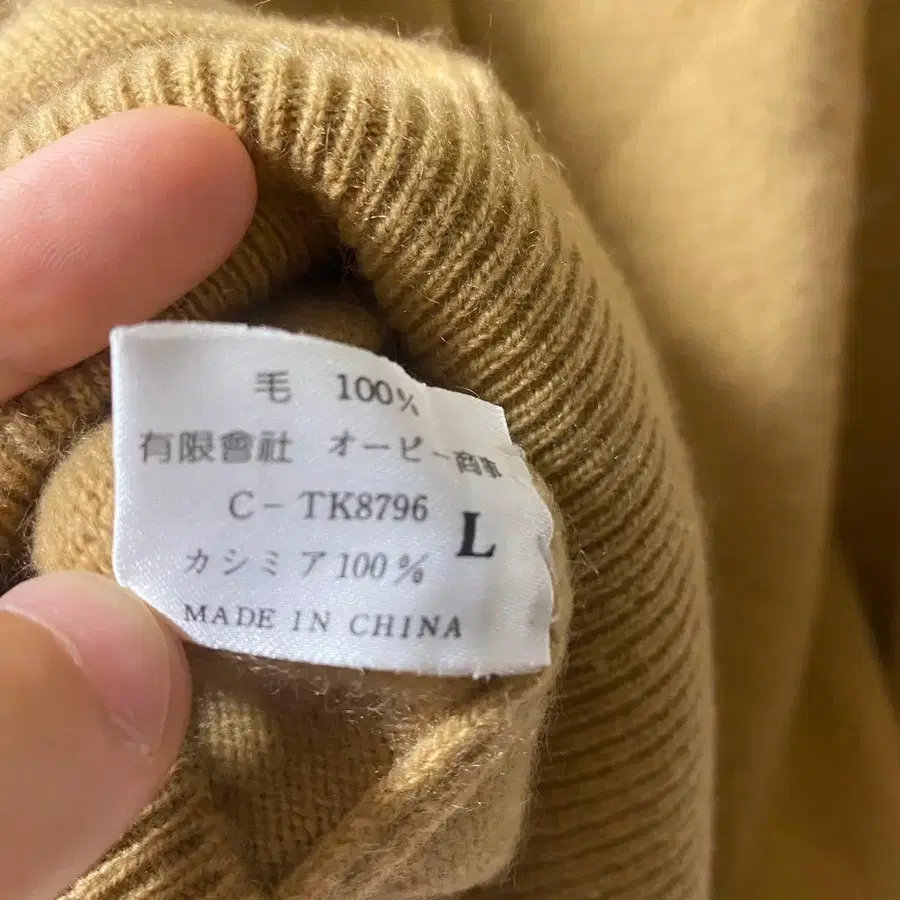 毛 100%
有限會社 オービー商事
C-TK8796
L
カシミア100%
MADE IN CHINA